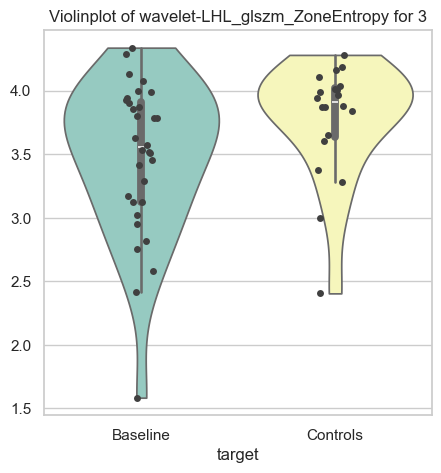 Violinplot of wavelet-LHL_glszm_ZoneEntropy for 3
4.0
3.5
3.0
2.5
2.0
1.5
Baseline
Controls
target